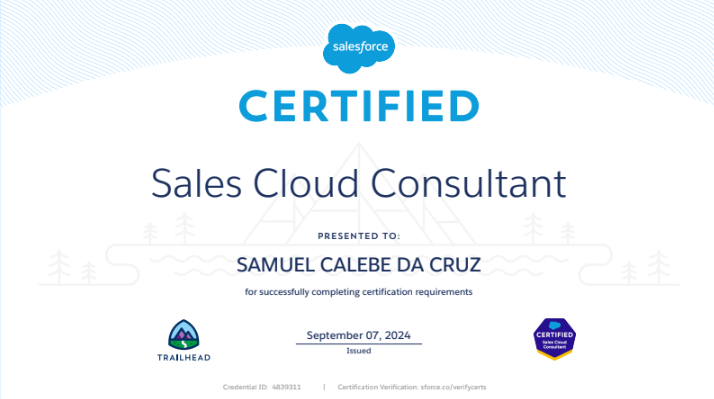 salesforce
CERTIFIED
Sales Cloud Consultant
PRESENTED TO:
SAMUEL CALEBE DA CRUZ
for successfully completing certification requirements
September 07, 2024
Issued
TRAILHEAD
CERTIFIED
Sales Cloud
Consultant
Credential ID: 4839311 | Certification Verification: sforce.co/verifycerts